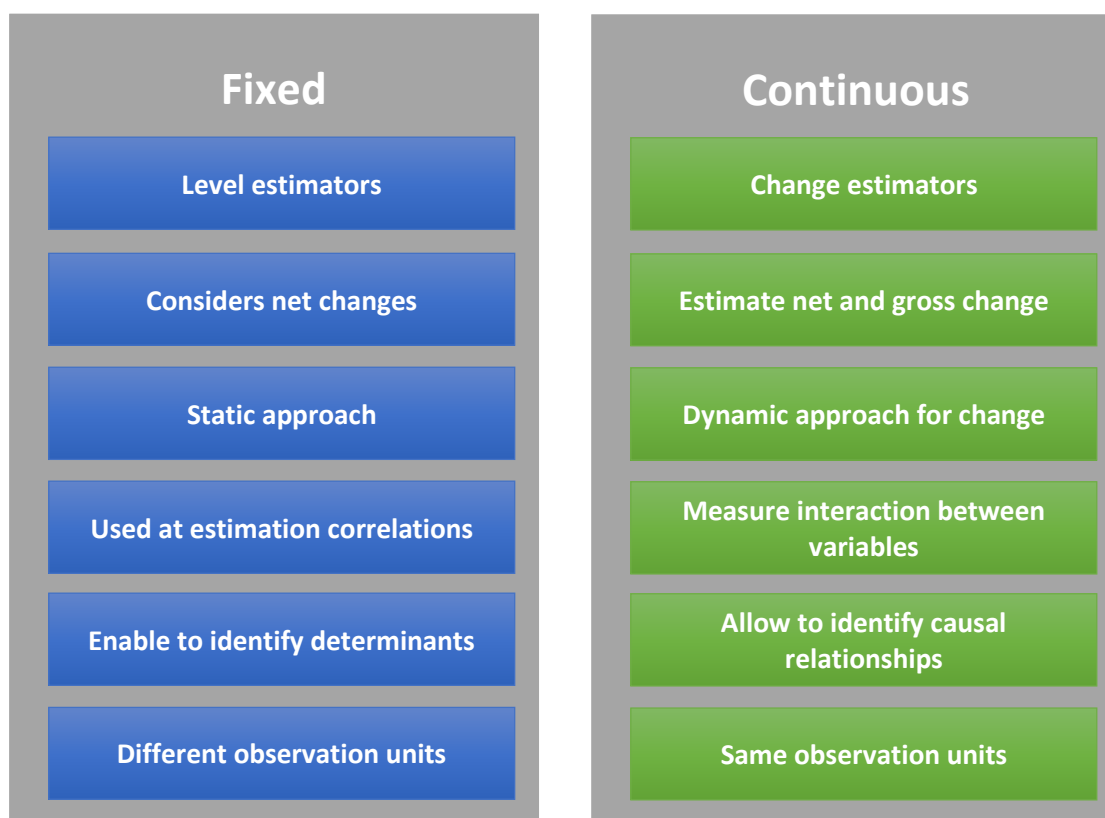 Fixed
Level estimators
Considers net changes
Static approach
Used at estimation correlations
Enable to identify determinants
Different observation units
Continuous
Change estimators
Estimate net and gross change
Dynamic approach for change
Measure interaction between
variables
Allow to identify causal
relationships
Same observation units